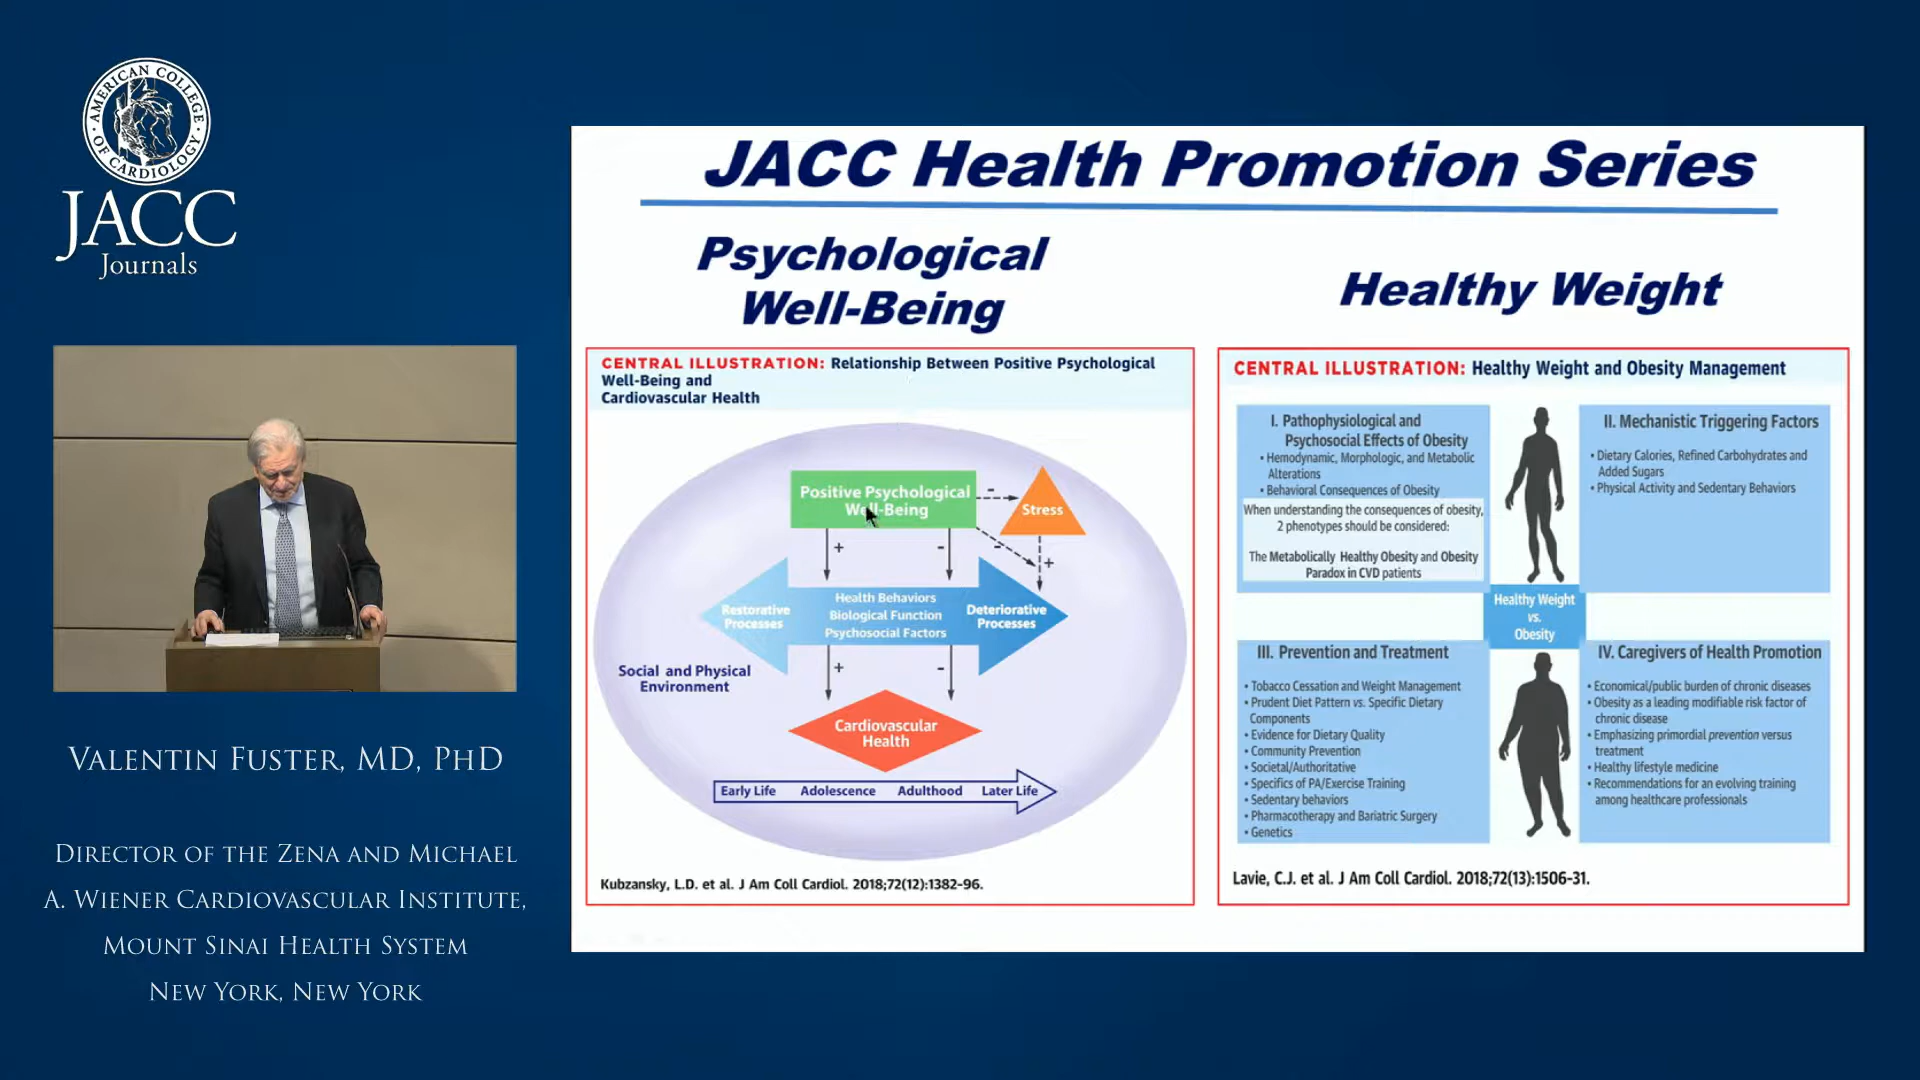 AMERICAN COLLEGE
OF CARDIOLOGY
JACC
Journals
VALENTIN FUSTER, MD, PHD
DIRECTOR OF THE ZENA AND MICHAEL
A. WIENER CARDIOVASCULAR INSTITUTE,
MOUNT SINAI HEALTH SYSTEM
NEW YORK, NEW YORK
JACC Health Promotion Series
Psychological
Well-Being
CENTRAL ILLUSTRATION: Relationship Between Positive Psychological
Well-Being and
Cardiovascular Health
Positive Psychological
Well-Being
-
Stress
+
-
-
+
Restorative
Processes
Health Behaviors
Biological Function
Psychosocial Factors
Deteriorative
Processes
+
-
Social and Physical
Environment
Cardiovascular
Health
Early Life Adolescence Adulthood Later Life
Kubzansky, L.D. et al. J Am Coll Cardiol. 2018;72(12):1382-96.
Healthy Weight
CENTRAL ILLUSTRATION: Healthy Weight and Obesity Management
I. Pathophysiological and
Psychosocial Effects of Obesity
• Hemodynamic, Morphologic, and Metabolic
Alterations
• Behavioral Consequences of Obesity
When understanding the consequences of obesity,
2 phenotypes should be considered:
The Metabolically Healthy Obesity and Obesity
Paradox in CVD patients
II. Mechanistic Triggering Factors
• Dietary Calories, Refined Carbohydrates and
Added Sugars
• Physical Activity and Sedentary Behaviors
Healthy Weight
vs.
Obesity
III. Prevention and Treatment
• Tobacco Cessation and Weight Management
• Prudent Diet Pattern vs. Specific Dietary
Components
• Evidence for Dietary Quality
• Community Prevention
• Societal/Authoritative
• Specifics of PA/Exercise Training
• Sedentary behaviors
• Pharmacotherapy and Bariatric Surgery
• Genetics
IV. Caregivers of Health Promotion
• Economical/public burden of chronic diseases
• Obesity as a leading modifiable risk factor of
chronic disease
• Emphasizing primordial prevention versus
treatment
• Healthy lifestyle medicine
• Recommendations for an evolving training
among healthcare professionals
Lavie, C.J. et al. J Am Coll Cardiol. 2018;72(13):1506-31.